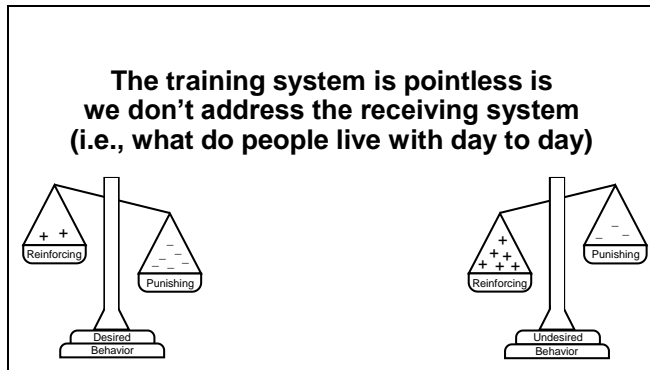 The training system is pointless is
we don't address the receiving system
(i.e., what do people live with day to day)
+ +
Reinforcing
– – – – – –
Punishing
Desired
Behavior
+ + + + + +
Reinforcing
– – –
Punishing
Undesired
Behavior